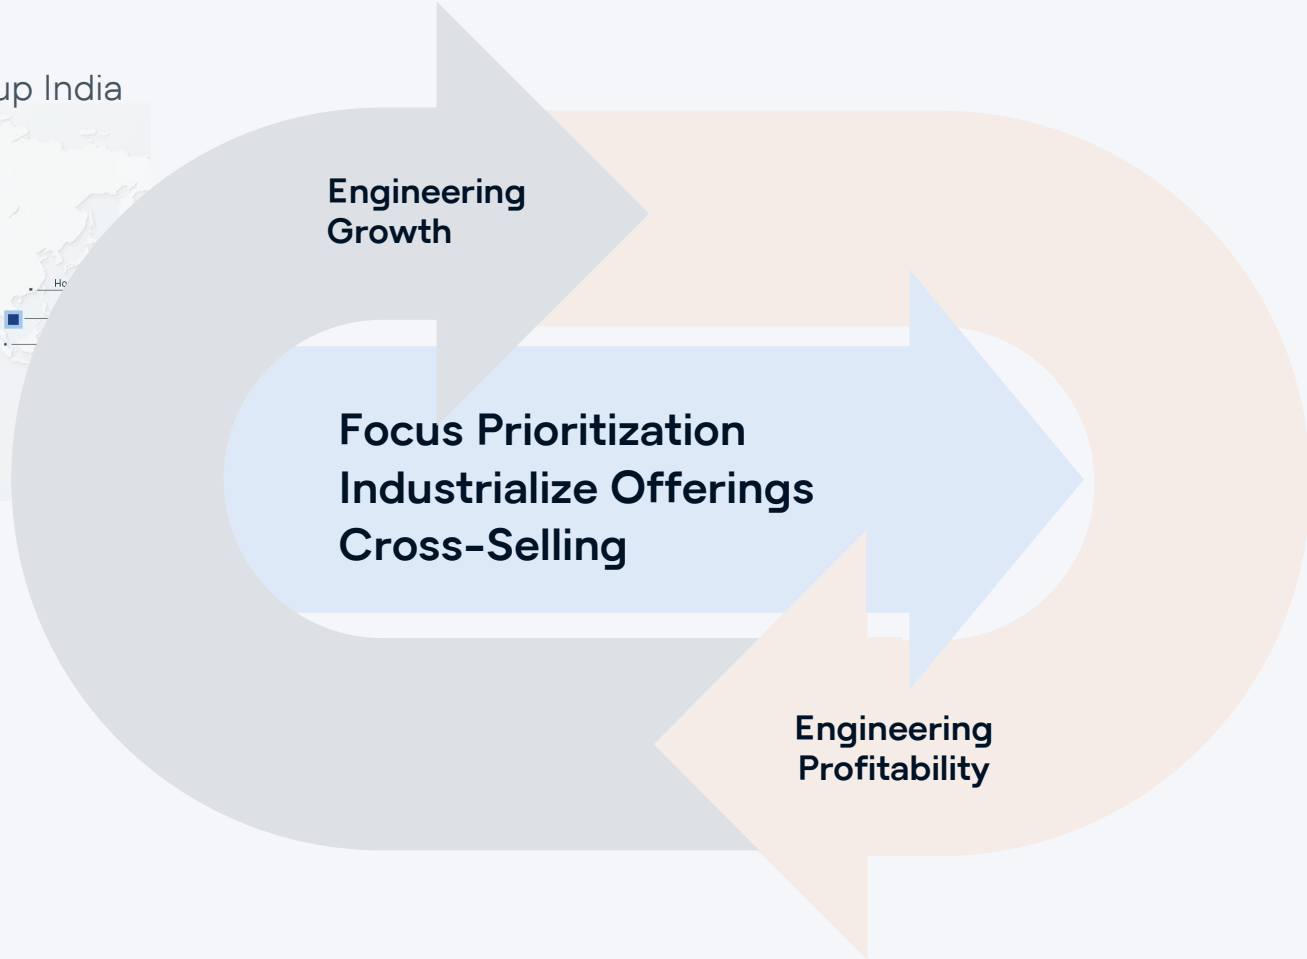 up India
Engineering
Growth
Focus Prioritization
Industrialize Offerings
Cross-Selling
Engineering
Profitability